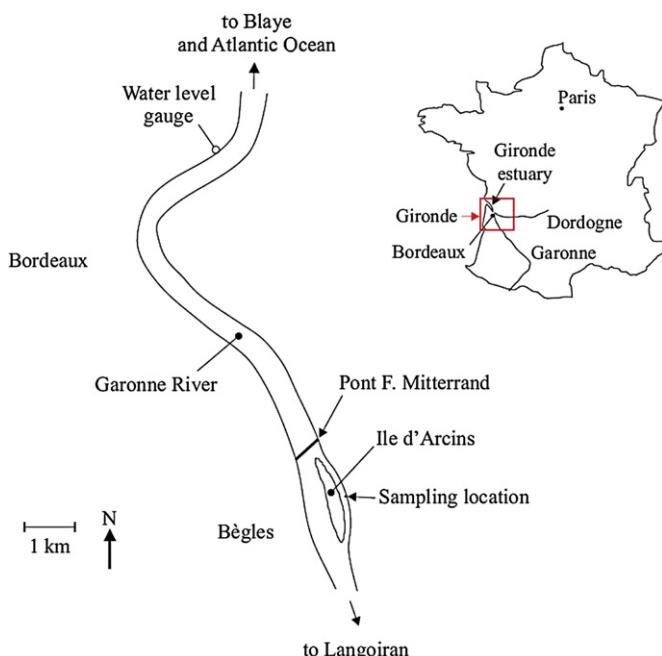 to Blaye
and Atlantic Ocean
Water level
gauge
Paris
Gironde
estuary
Gironde
Dordogne
Bordeaux
Garonne
Bordeaux
Garonne River
Pont F. Mitterrand
Ile d'Arcins
Sampling location
N
1 km
Bègles
to Langoiran